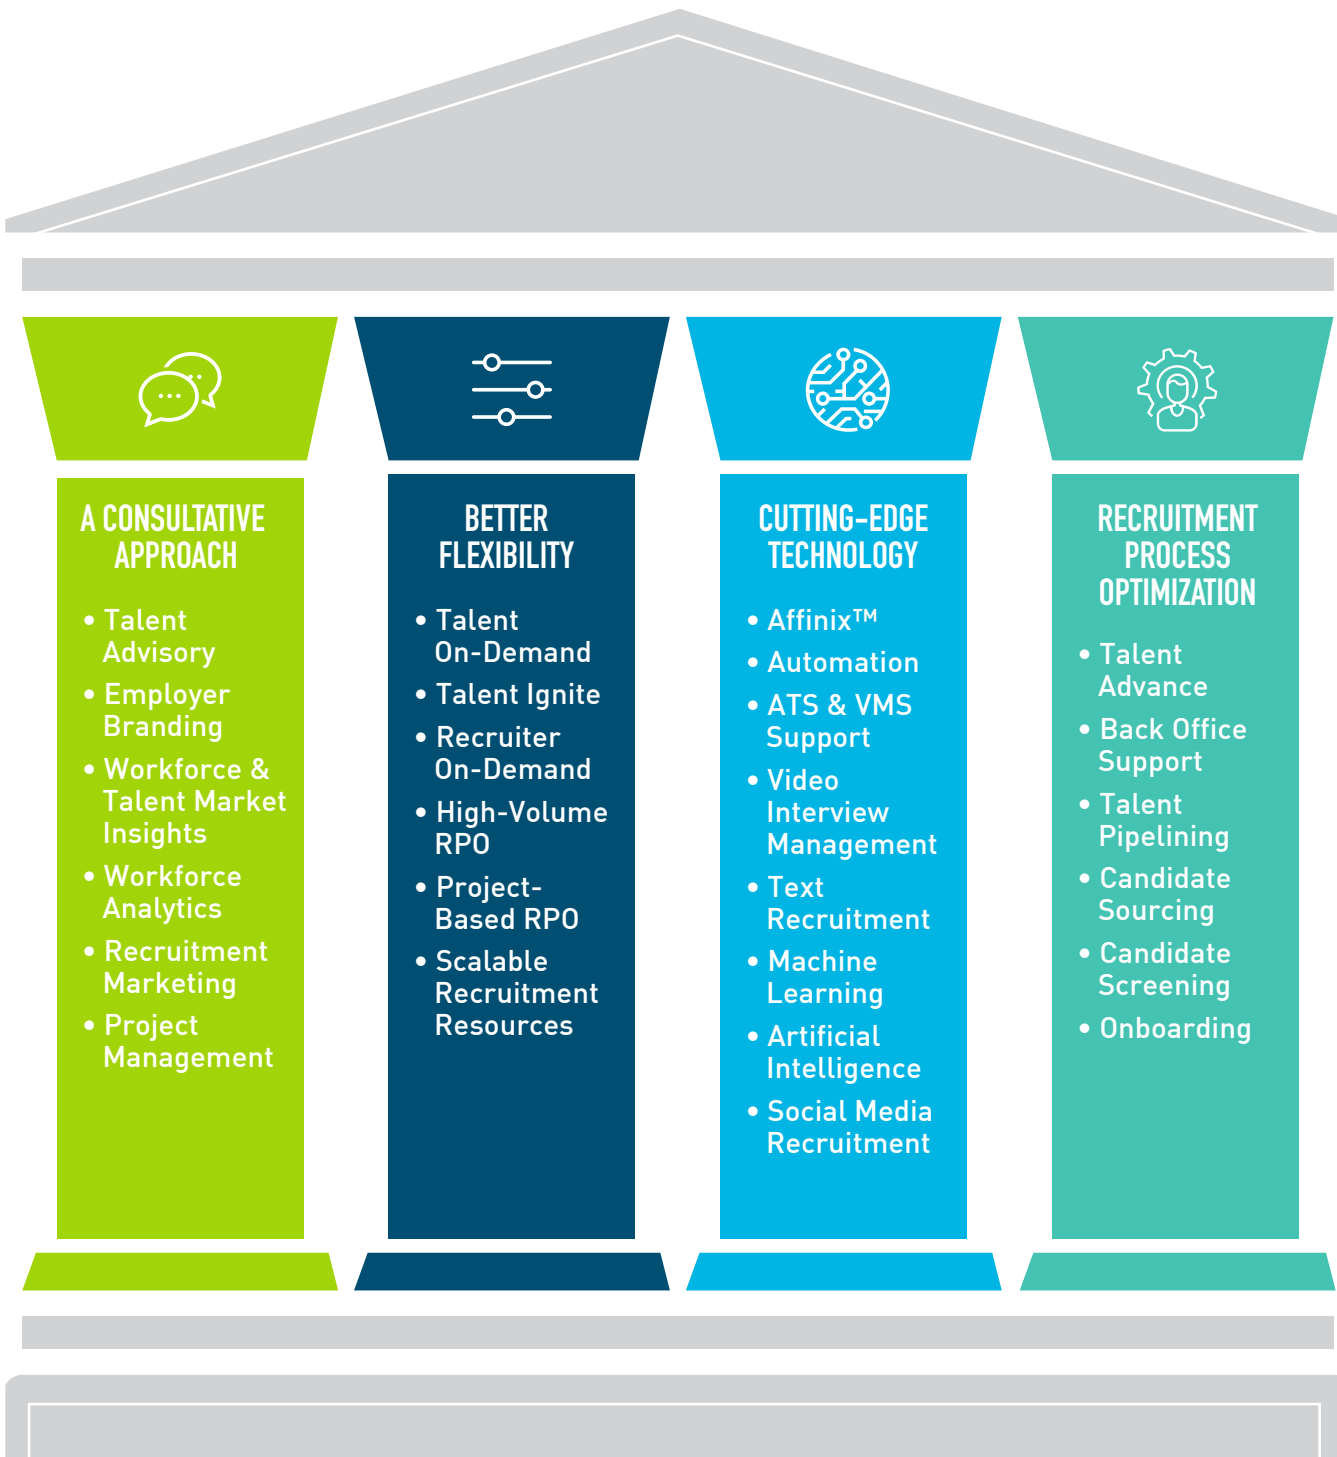 A CONSULTATIVE
APPROACH
• Talent
Advisory
• Employer
Branding
• Workforce &
Talent Market
Insights
• Workforce
Analytics
• Recruitment
Marketing
• Project
Management
BETTER
FLEXIBILITY
• Talent
On-Demand
• Talent Ignite
• Recruiter
On-Demand
• High-Volume
RPO
• Project-
Based RPO
• Scalable
Recruitment
Resources
CUTTING-EDGE
TECHNOLOGY
• Affinix™
• Automation
• ATS & VMS
Support
• Video
Interview
Management
• Text
Recruitment
• Machine
Learning
• Artificial
Intelligence
• Social Media
Recruitment
RECRUITMENT
PROCESS
OPTIMIZATION
• Talent
Advance
• Back Office
Support
• Talent
Pipelining
• Candidate
Sourcing
• Candidate
Screening
• Onboarding